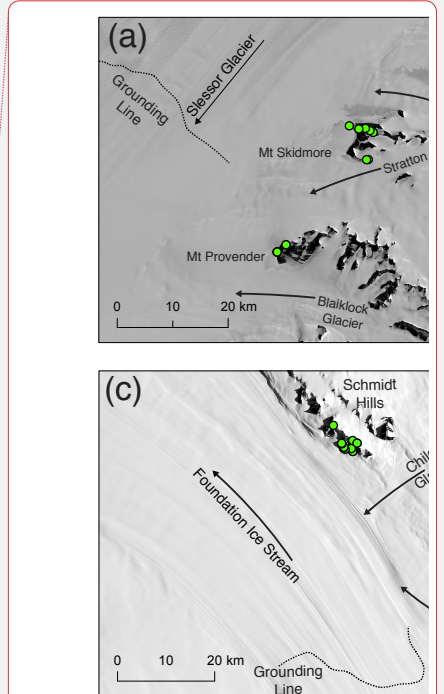 (a)
Slessor Glacier
Grounding
Line
Mt Skidmore
Stratton
Mt Provender
0 10 20 km
Blaiklock
Glacier
(c)
Schmidt
Hills
Foundation Ice Stream
0 10 20 km
Grounding
Line